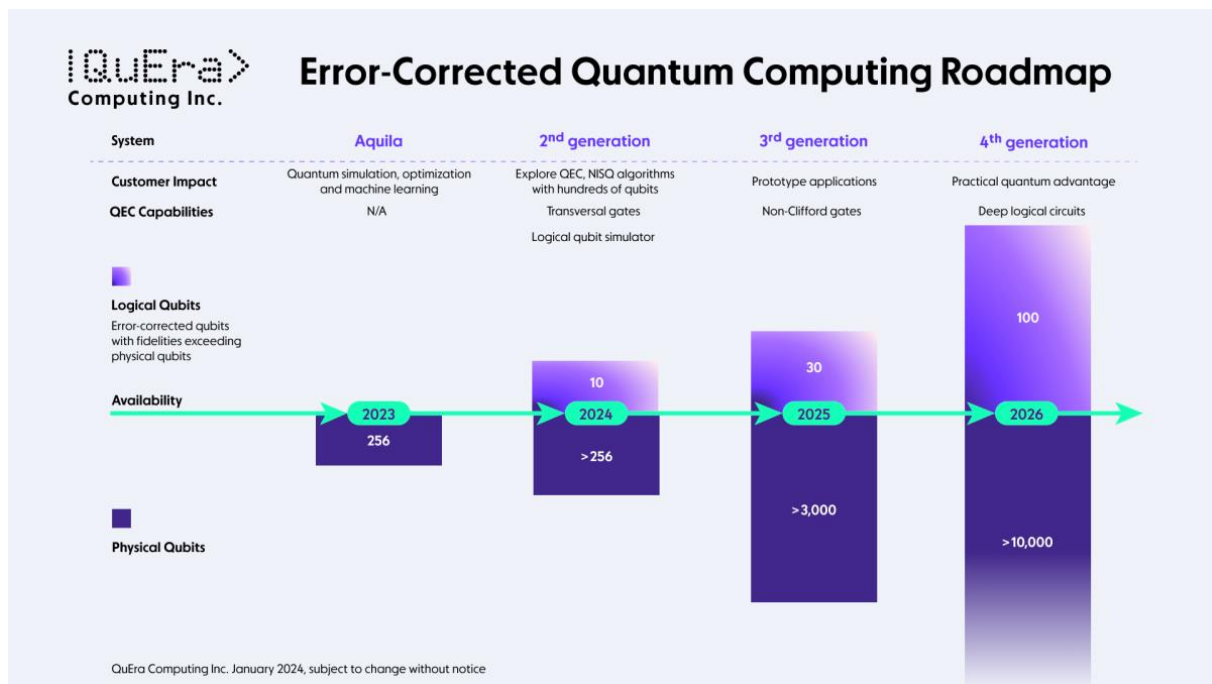 |QuEra>
Computing Inc.
Error-Corrected Quantum Computing Roadmap
System
Aquila
2nd generation
3rd generation
4th generation
Customer Impact
Quantum simulation, optimization
and machine learning
Explore QEC, NISQ algorithms
with hundreds of qubits
Prototype applications
Practical quantum advantage
QEC Capabilities
N/A
Transversal gates
Logical qubit simulator
Non-Clifford gates
Deep logical circuits
Logical Qubits
Error-corrected qubits
with fidelities exceeding
physical qubits
10
30
100
Availability
2023
2024
2025
2026
256
>256
>3,000
>10,000
Physical Qubits
QuEra Computing Inc. January 2024, subject to change without notice